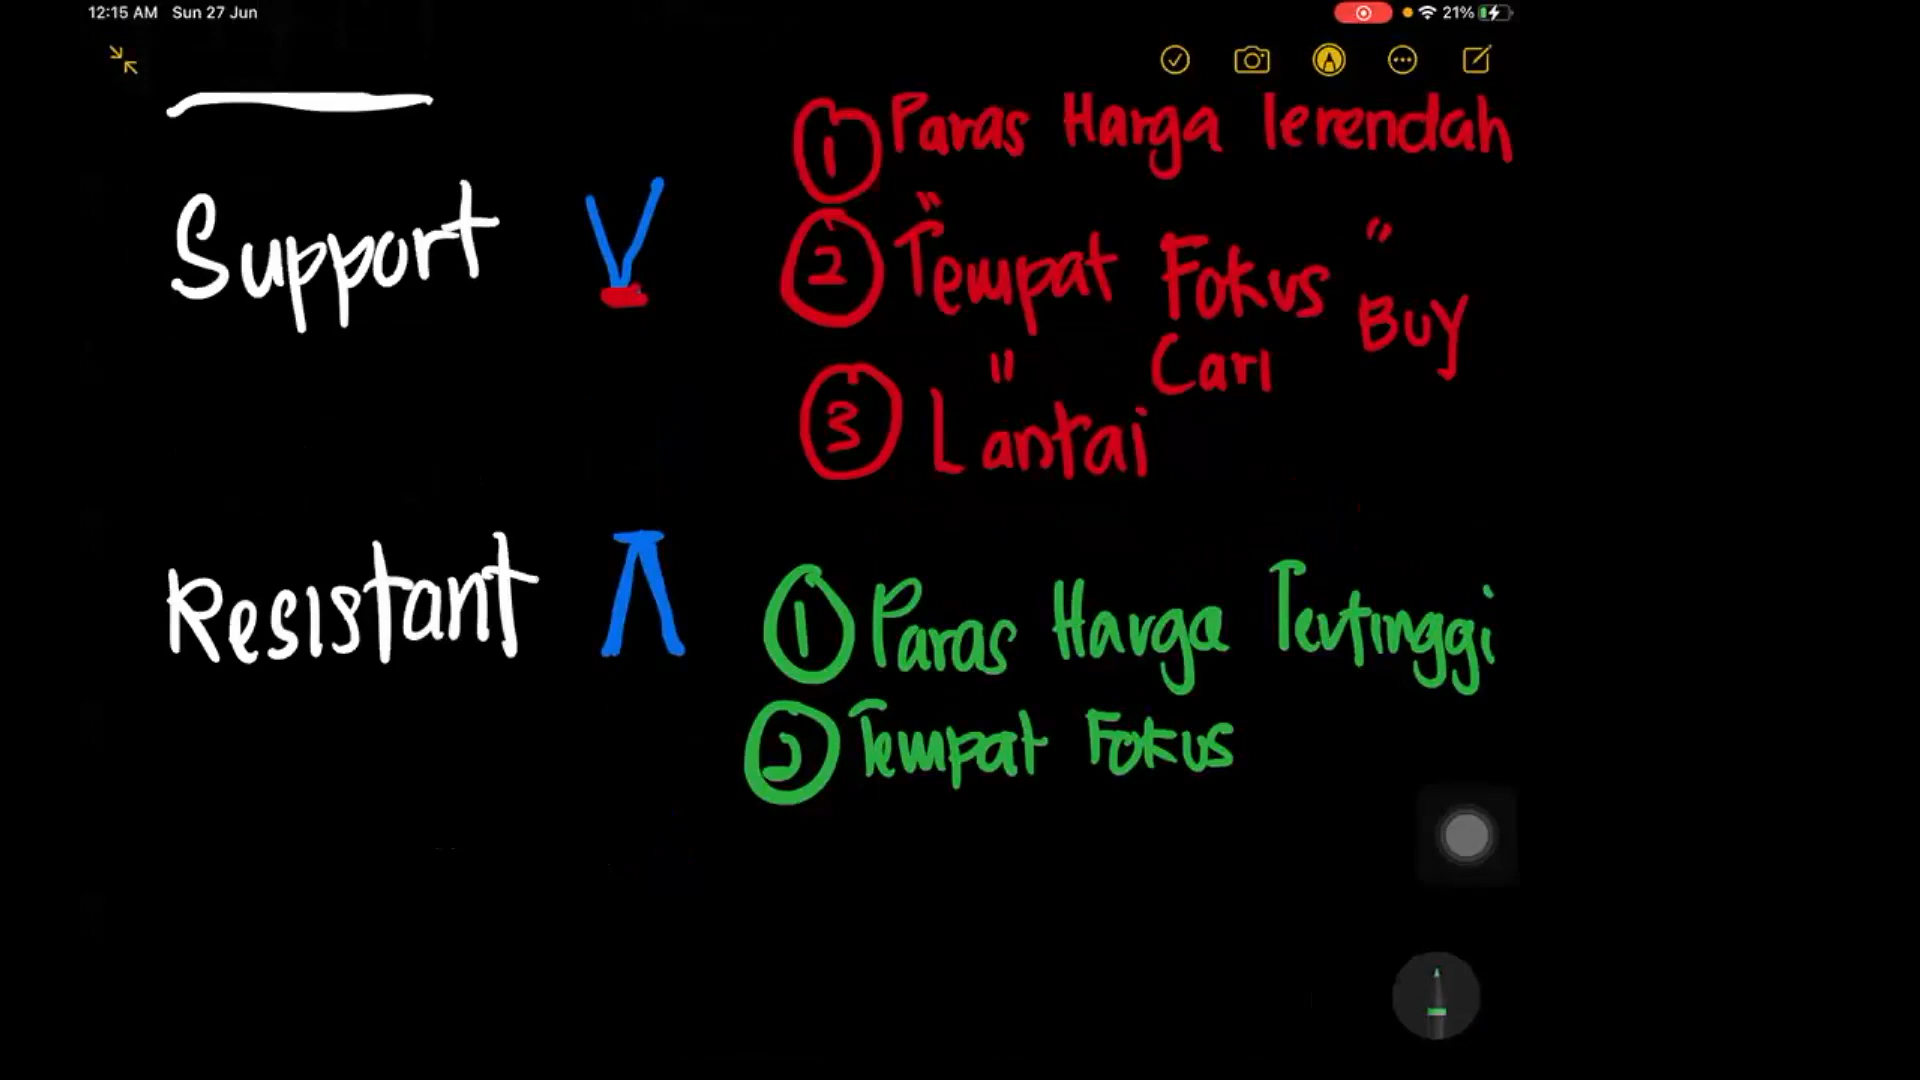 12:15 AM Sun 27 Jun
21%
① Paras Harga Terendah
Support
② "Tempat Fokus
Cari "Buy"
③ Lantai
Resistant
① Paras Harga Tertinggi
② Tempat Fokus